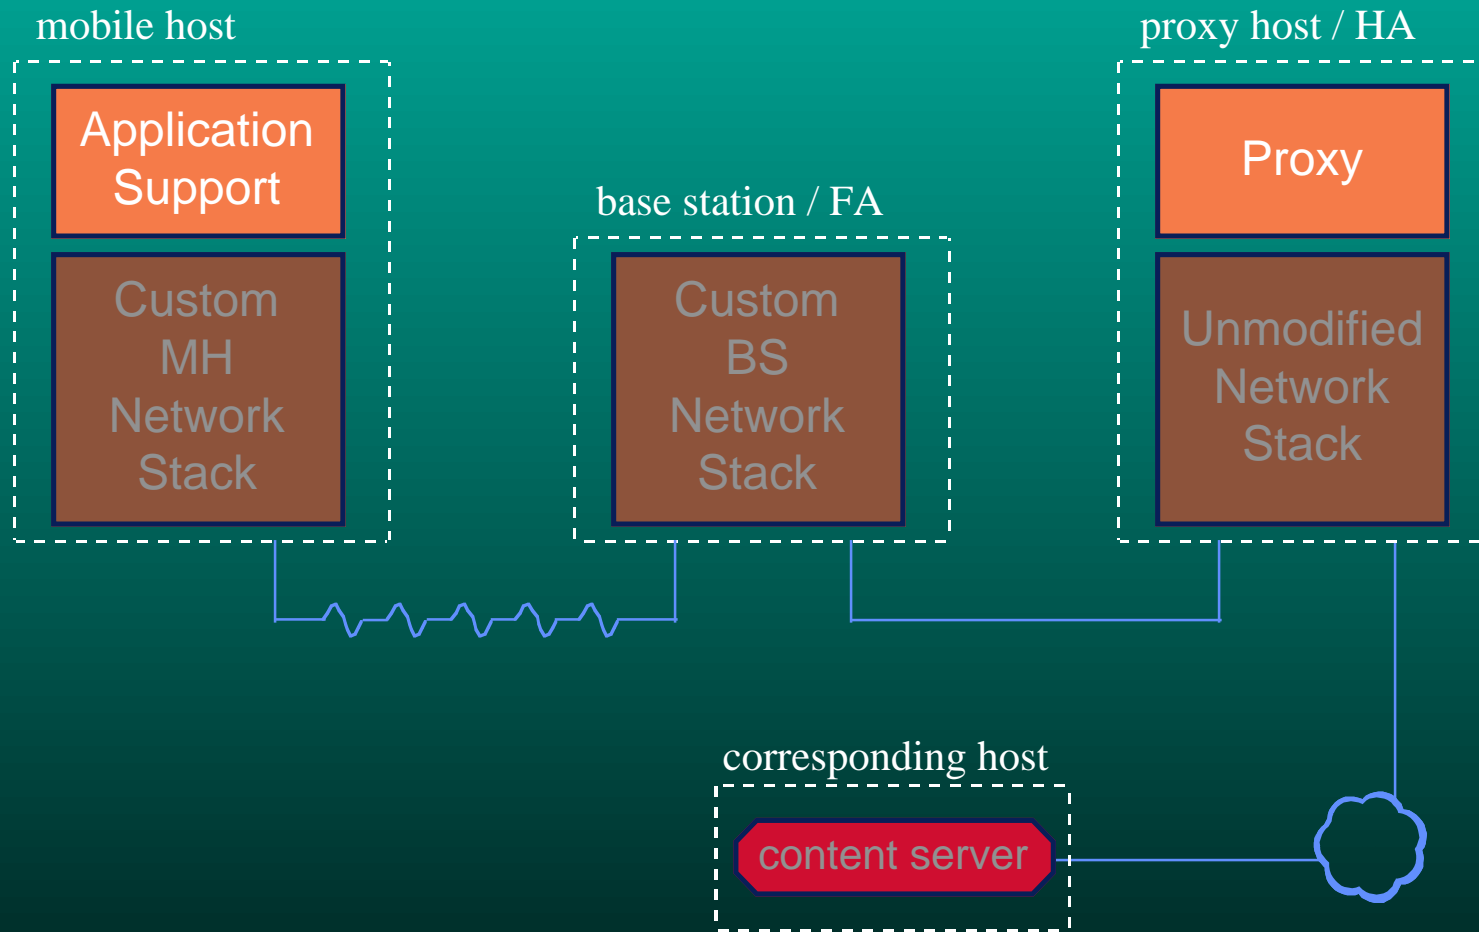 mobile host
Application
Support
Custom
MH
Network
Stack
base station / FA
Custom
BS
Network
Stack
proxy host / HA
Proxy
Unmodified
Network
Stack
corresponding host
content server